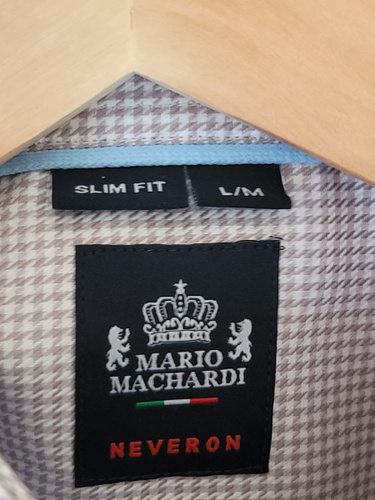 SLIM FIT
L/M
MARIO
MACHARDI
NEVERON